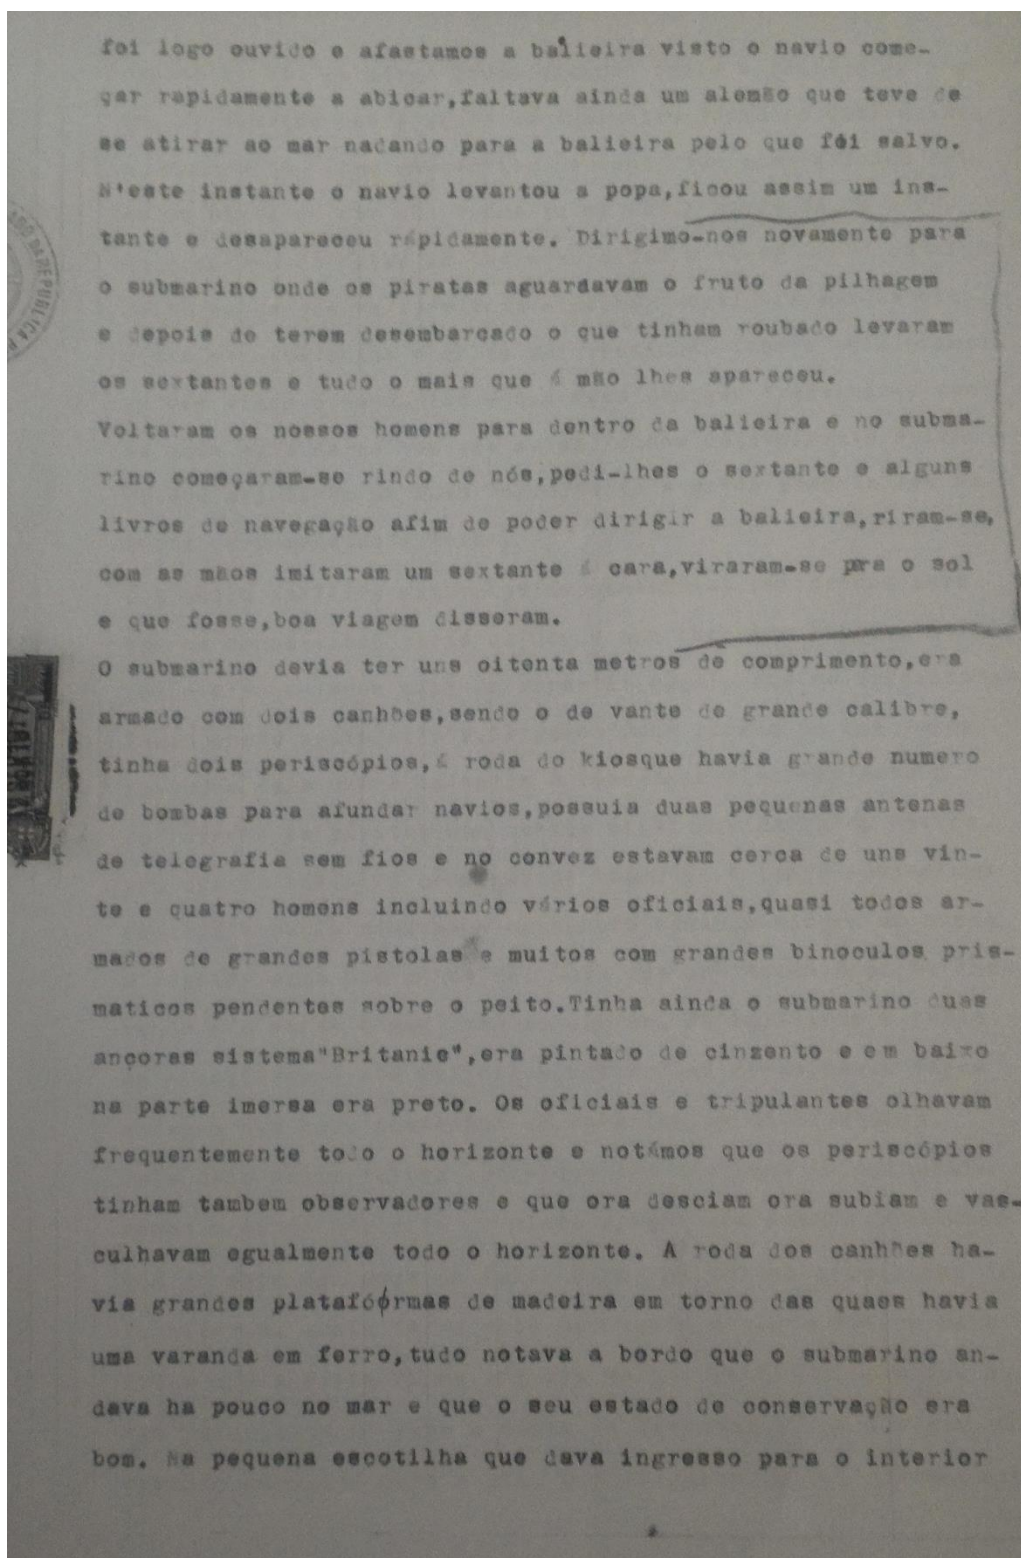 foi logo ouvido e afastamos a balieira visto o navio come-
çar rapidamente a abicar,faltava ainda um alemão que teve de
se atirar ao mar nadando para a balieira pelo que foi salvo.
N'este instante o navio levantou a popa,ficou assim um ins-
tante e desapareceu rápidamente. Dirigimo-nos novamente para
o submarino onde os piratas aguardavam o fruto da pilhagem
e depois de terem desembarcado o que tinham roubado levaram
os sextantes e tudo o mais que á mão lhes apareceu.
Voltaram os nossos homens para dentro da balieira e no subma-
rino começaram-se rindo de nós,pedi-lhes o sextante e alguns
livros de navegação afim de poder dirigir a balieira,riram-se,
com as mãos imitaram um sextante á cara,viraram-se pra o sol
e que fosse,boa viagem disseram.
O submarino devia ter uns oitenta metros de comprimento,era
armado com dois canhões,sendo o de vante de grande calibre,
tinha dois periscópios,á roda do kiosque havia grande numero
de bombas para afundar navios,possuia duas pequenas antenas
de telegrafia sem fios e no convez estavam cerca de uns vin-
te e quatro homens incluindo vários oficiais,quasi todos ar-
mados de grandes pistolas e muitos com grandes binoculos pris-
maticos pendentes sobre o peito.Tinha ainda o submarino duas
ançoras sistema"Britanic",era pintado de cinzento e em baixo
na parte imersa era preto. Os oficiais e tripulantes olhavam
frequentemente todo o horizonte e notámos que os periscópios
tinham tambem observadores e que ora desciam ora subiam e vas-
culhavam egualmente todo o horizonte. A roda dos canhões ha-
via grandes platafóormas de madeira em torno das quaes havia
uma varanda em ferro,tudo notava a bordo que o submarino an-
dava ha pouco no mar e que o seu estado de conservação era
bom. Na pequena escotilha que dava ingresso para o interior
DA REPUBLICA